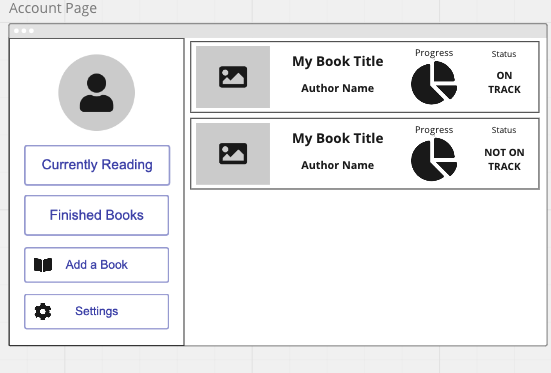 Account Page
Currently Reading
Finished Books
Add a Book
Settings
My Book Title
Author Name
Progress
Status
ON
TRACK
My Book Title
Author Name
Progress
Status
NOT ON
TRACK